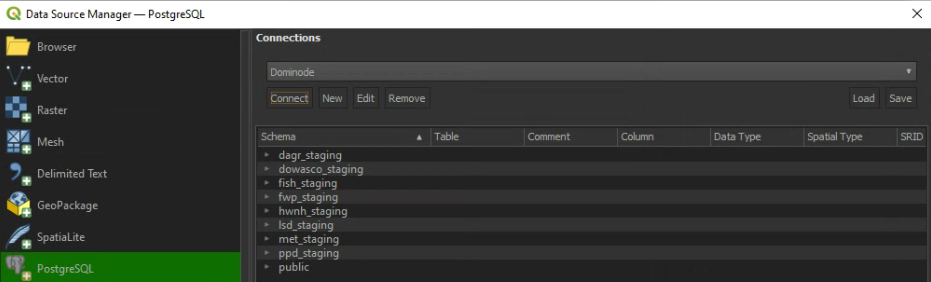 Data Source Manager — PostgreSQL
Browser
Vector
Raster
Mesh
Delimited Text
GeoPackage
SpatiaLite
PostgreSQL
Connections
Dominode
Connect New Edit Remove Load Save
Schema Table Comment Column Data Type Spatial Type SRID
dagr_staging
dowasco_staging
fish_staging
fwp_staging
hwnh_staging
lsd_staging
met_staging
ppd_staging
public